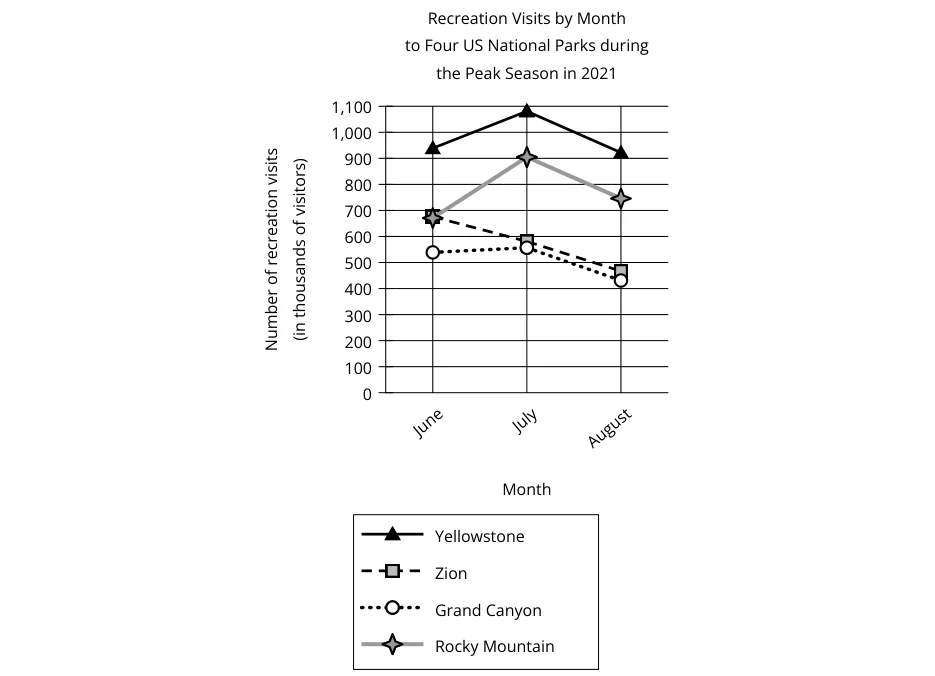 Recreation Visits by Month
to Four US National Parks during
the Peak Season in 2021
Number of recreation visits
(in thousands of visitors)
1,100
1,000
900
800
700
600
500
400
300
200
100
0
June
July
August
Month
Yellowstone
Zion
Grand Canyon
Rocky Mountain